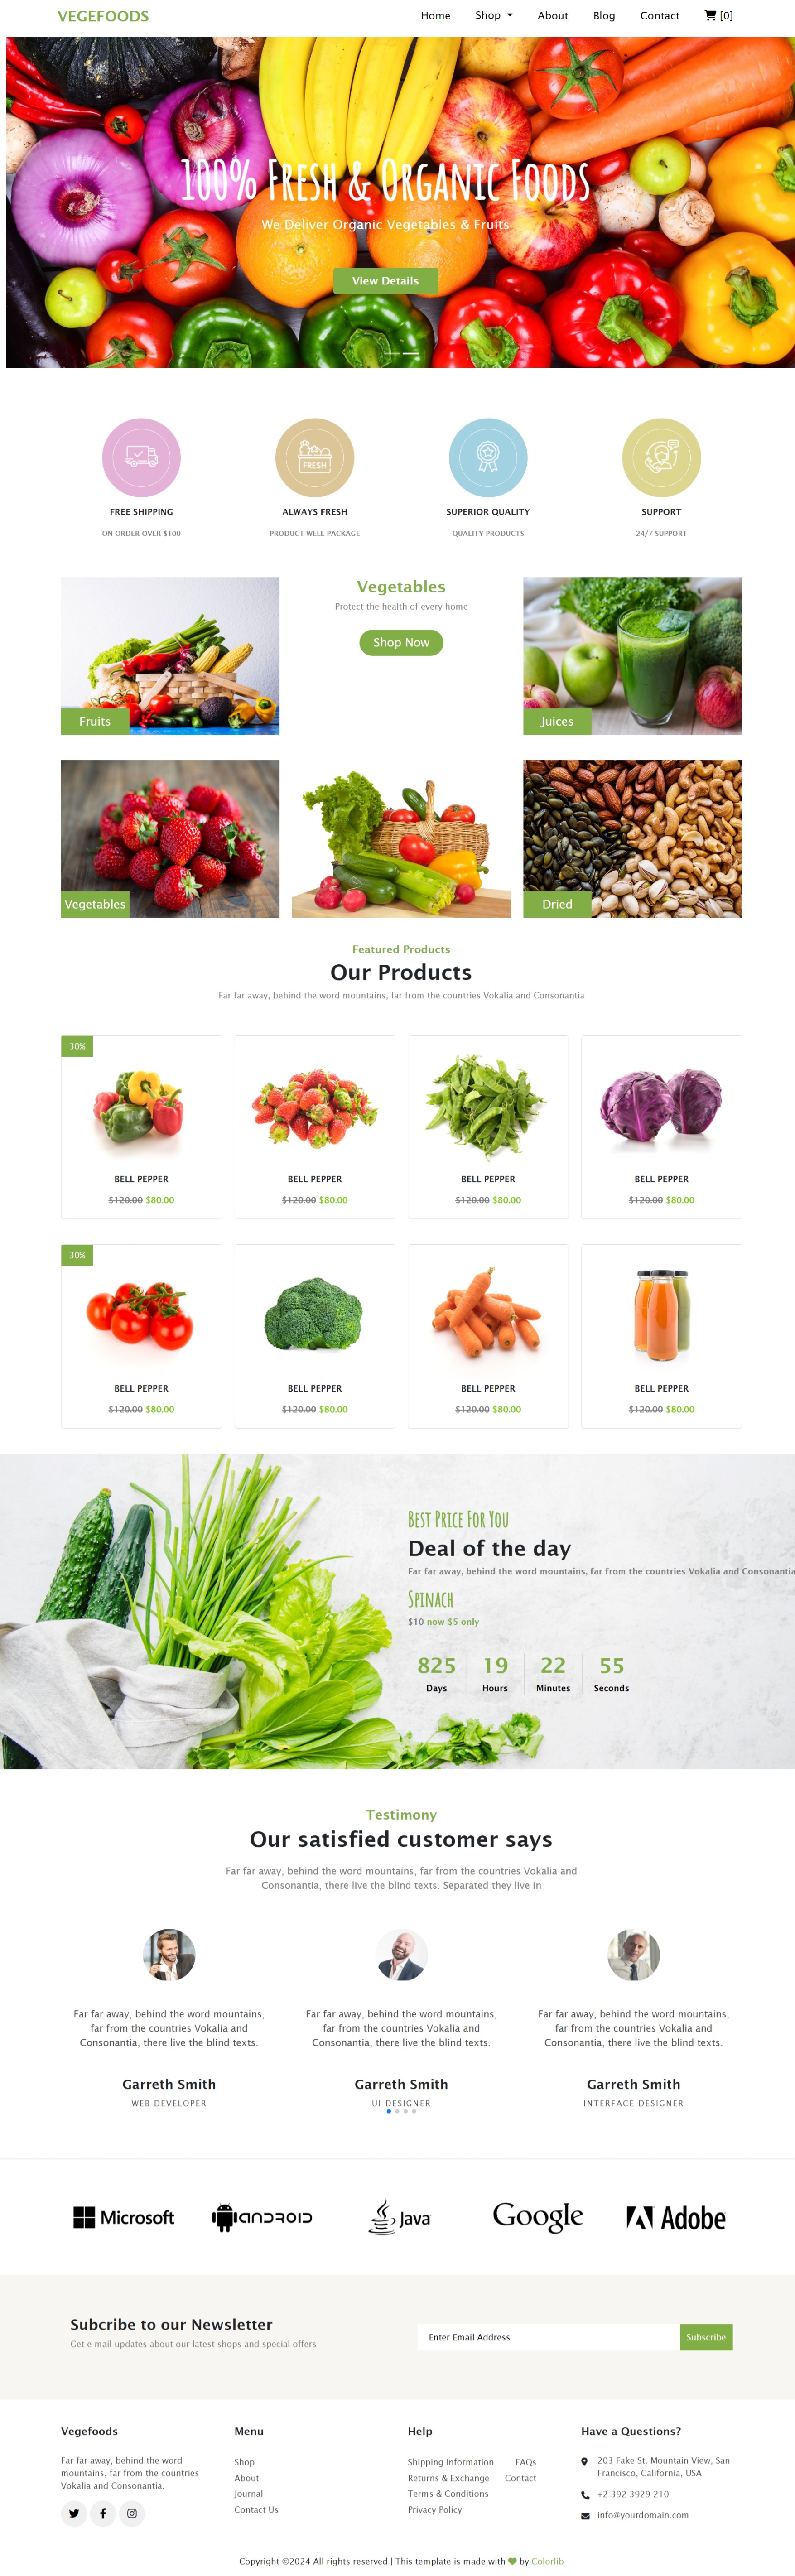 VEGEFOODS
Home Shop About Blog Contact [0]
100% Fresh & Organic Foods
We Deliver Organic Vegetables & Fruits
View Details
FRESH
FREE SHIPPING
ON ORDER OVER $100
ALWAYS FRESH
PRODUCT WELL PACKAGE
SUPERIOR QUALITY
QUALITY PRODUCTS
SUPPORT
24/7 SUPPORT
Fruits
Vegetables
Protect the health of every home
Shop Now
Juices
Vegetables
Dried
Featured Products
Our Products
Far far away, behind the word mountains, far from the countries Vokalia and Consonantia
30%
BELL PEPPER
$120.00 $80.00
BELL PEPPER
$120.00 $80.00
BELL PEPPER
$120.00 $80.00
BELL PEPPER
$120.00 $80.00
30%
BELL PEPPER
$120.00 $80.00
BELL PEPPER
$120.00 $80.00
BELL PEPPER
$120.00 $80.00
BELL PEPPER
$120.00 $80.00
Best Price For You
Deal of the day
Far far away, behind the word mountains, far from the countries Vokalia and Consonantia
Spinach
$10 now $5 only
825 19 22 55
Days Hours Minutes Seconds
Testimony
Our satisfied customer says
Far far away, behind the word mountains, far from the countries Vokalia and
Consonantia, there live the blind texts. Separated they live in
Far far away, behind the word mountains,
far from the countries Vokalia and
Consonantia, there live the blind texts.
Garreth Smith
WEB DEVELOPER
Far far away, behind the word mountains,
far from the countries Vokalia and
Consonantia, there live the blind texts.
Garreth Smith
UI DESIGNER
Far far away, behind the word mountains,
far from the countries Vokalia and
Consonantia, there live the blind texts.
Garreth Smith
INTERFACE DESIGNER
Microsoft
ANDROID
Java
Google
Adobe
Subcribe to our Newsletter
Get e-mail updates about our latest shops and special offers
Enter Email Address
Subscribe
Vegefoods
Far far away, behind the word
mountains, far from the countries
Vokalia and Consonantia.
Menu
Shop
About
Journal
Contact Us
Help
Shipping Information
Returns & Exchange
Terms & Conditions
Privacy Policy
FAQs
Contact
Have a Questions?
203 Fake St. Mountain View, San
Francisco, California, USA
+2 392 3929 210
info@yourdomain.com
Copyright ©2024 All rights reserved | This template is made with by Colorlib